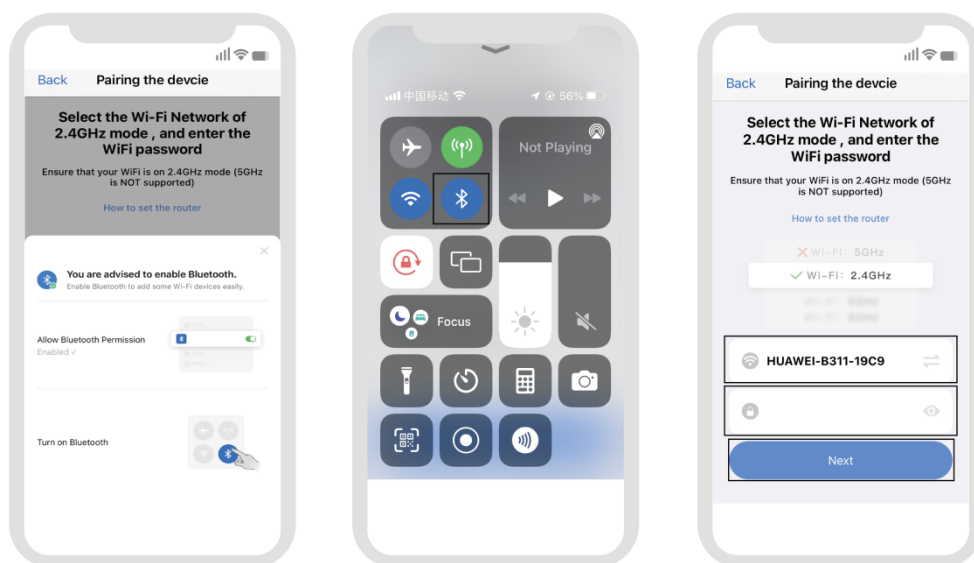 Back Pairing the devcie
Select the Wi-Fi Network of
2.4GHz mode , and enter the
WiFi password
Ensure that your WiFi is on 2.4GHz mode (5GHz
is NOT supported)
How to set the router
You are advised to enable Bluetooth.
Enable Bluetooth to add some Wi-Fi devices easily.
Allow Bluetooth Permission
Enabled ✓
Turn on Bluetooth
中国移动 56%
Not Playing
Focus
Back Pairing the devcie
Select the Wi-Fi Network of
2.4GHz mode , and enter the
WiFi password
Ensure that your WiFi is on 2.4GHz mode (5GHz
is NOT supported)
How to set the router
Wi-Fi: 5GHz
Wi-Fi: 2.4GHz
HUAWEI-B311-19C9
Next